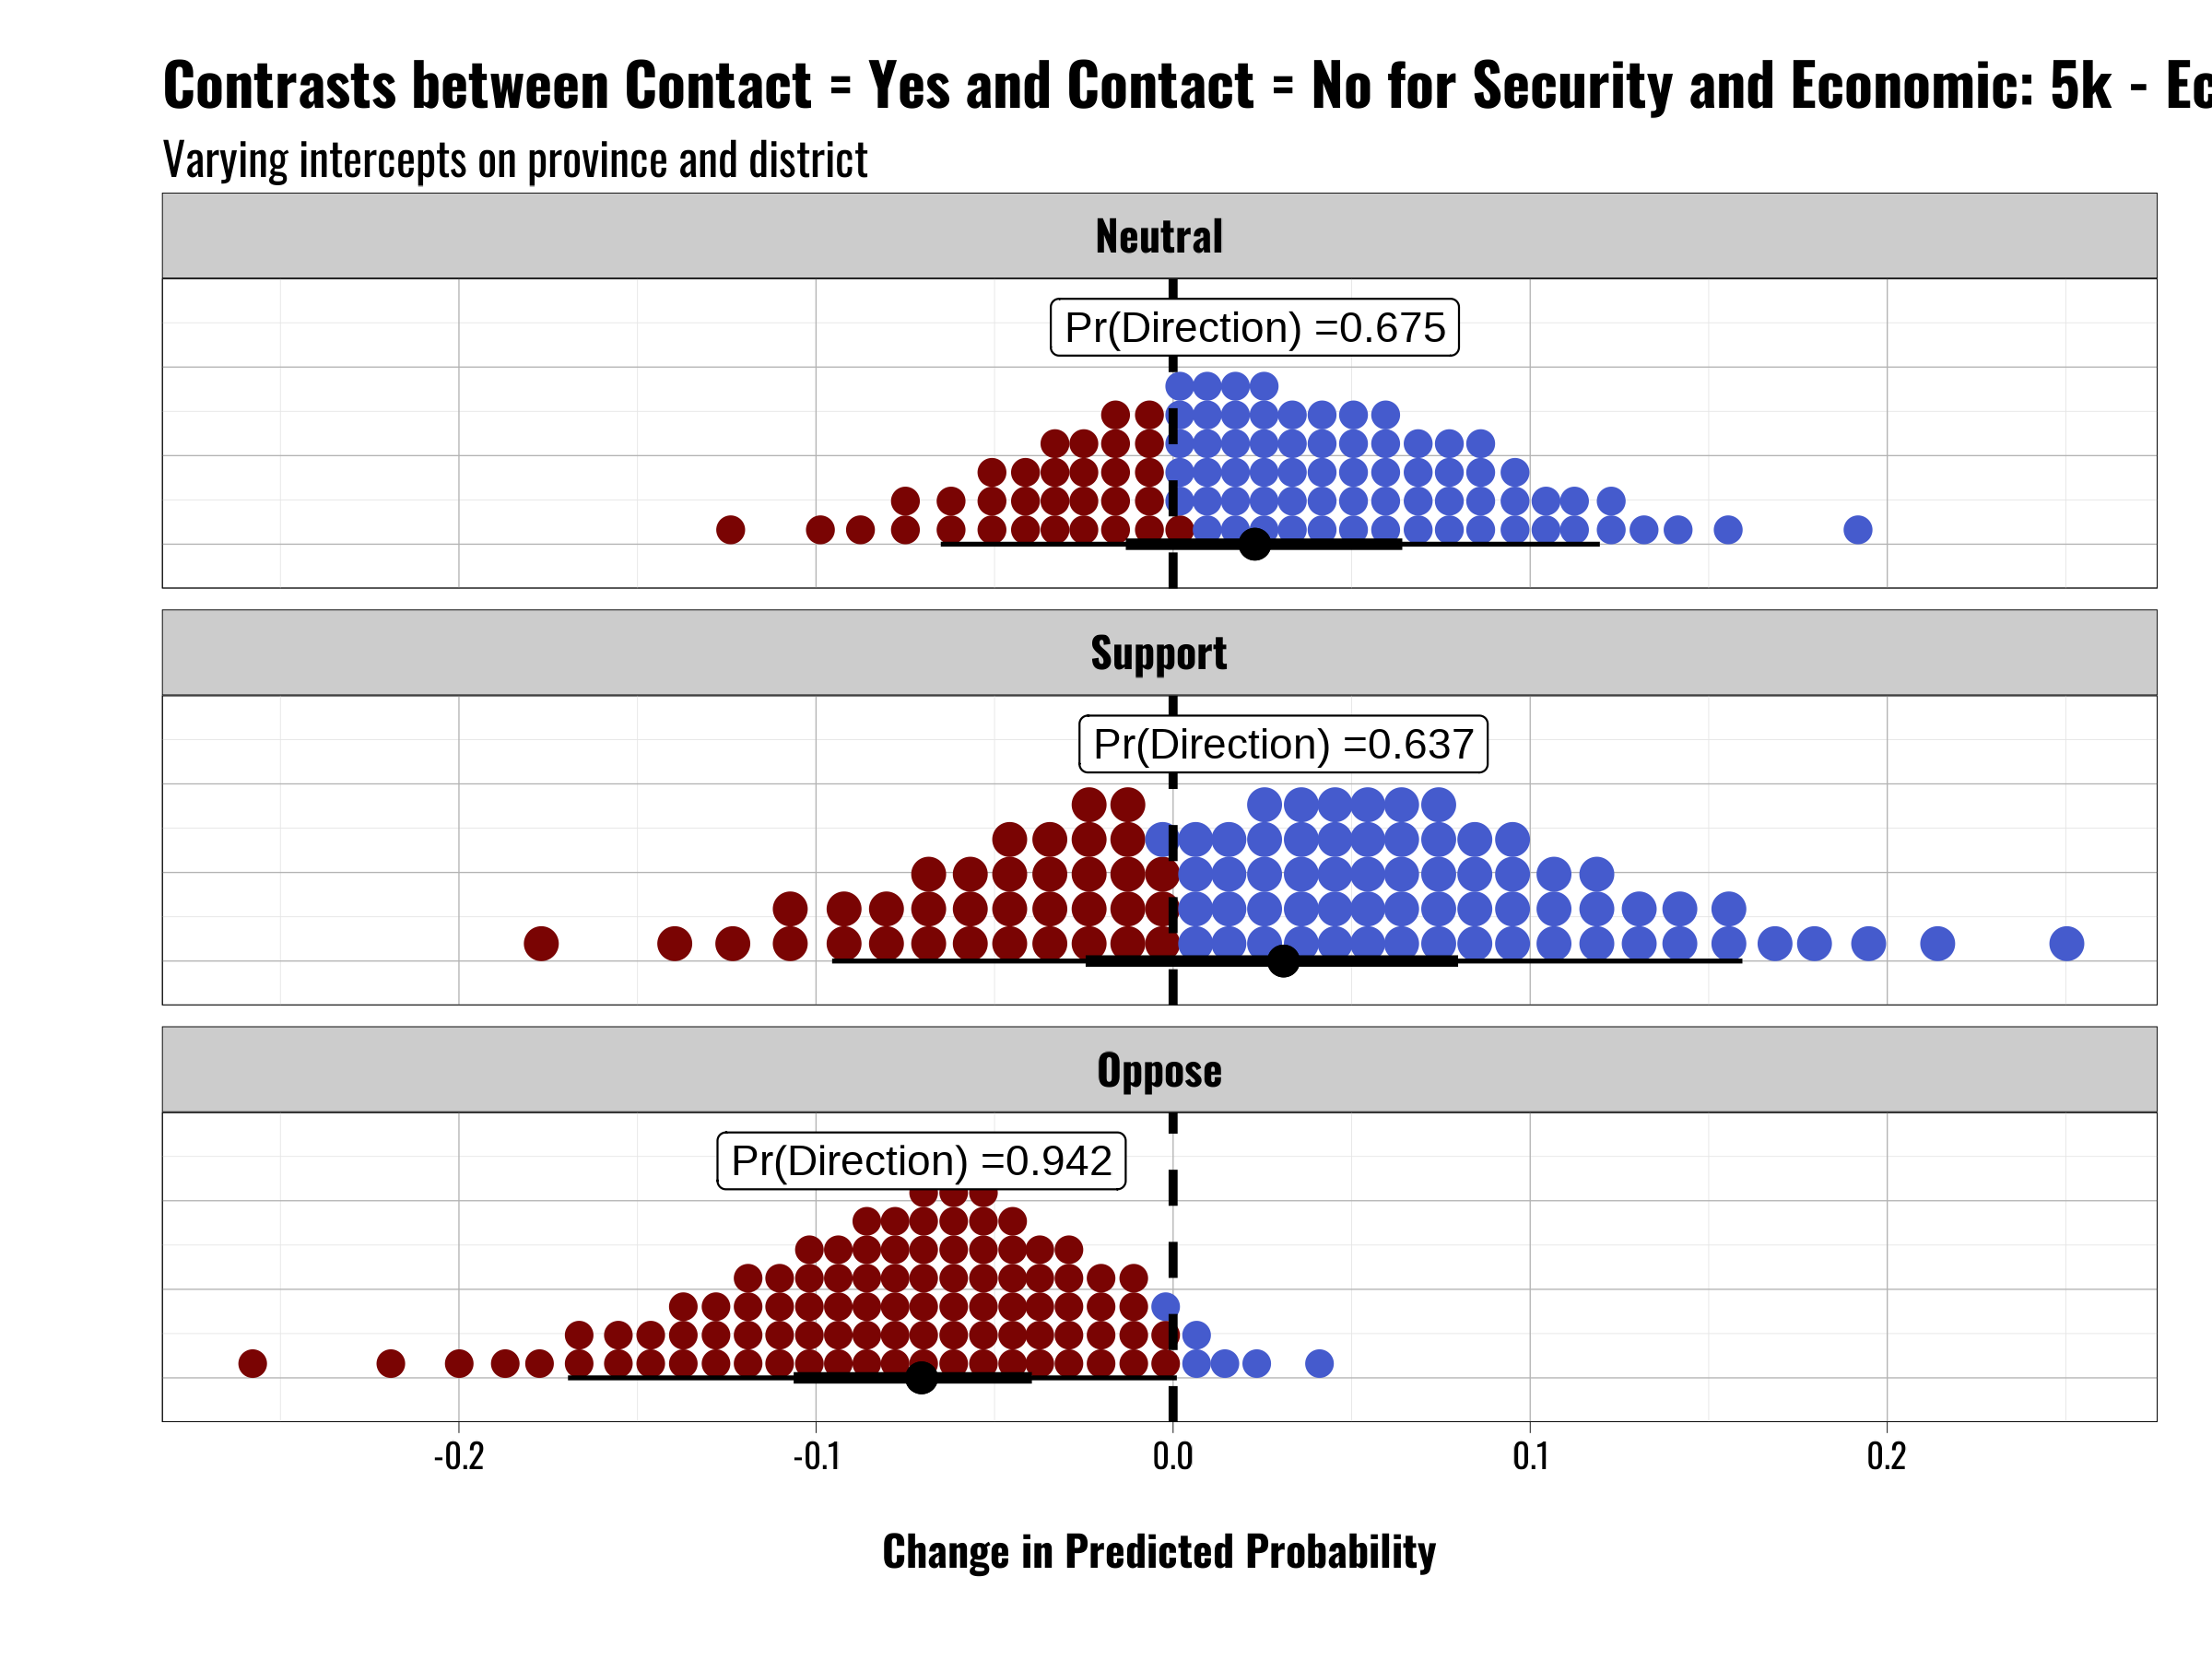 Contrasts between Contact = Yes and Contact = No for Security and Economic: 5k - Ec
Varying intercepts on province and district
Neutral
Pr(Direction) =0.675
Support
Pr(Direction) =0.637
Oppose
Pr(Direction) =0.942
-0.2 -0.1 0.0 0.1 0.2
Change in Predicted Probability